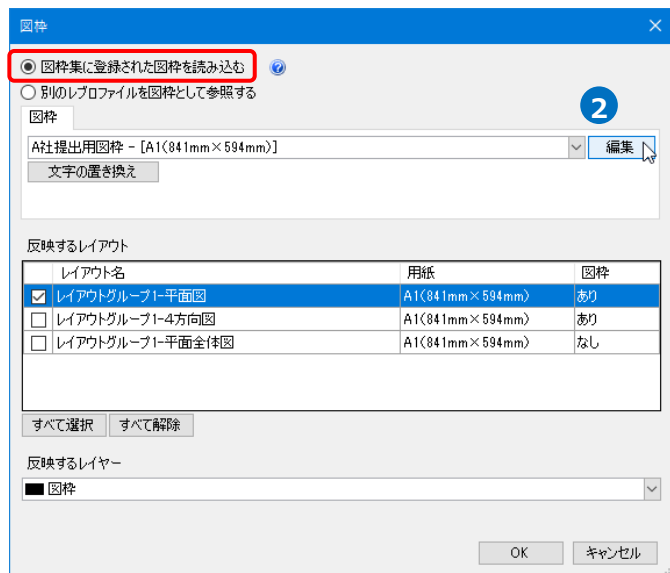 図枠
図枠集に登録された図枠を読み込む
別のレブロファイルを図枠として参照する
2
図枠
A社提出用図枠 - [A1(841mm×594mm)]
編集
文字の置き換え
反映するレイアウト
レイアウト名 用紙 図枠
レイアウトグループ1-平面図 A1(841mm×594mm) あり
レイアウトグループ1-4方向図 A1(841mm×594mm) あり
レイアウトグループ1-平面全体図 A1(841mm×594mm) なし
すべて選択 すべて解除
反映するレイヤー
図枠
OK キャンセル